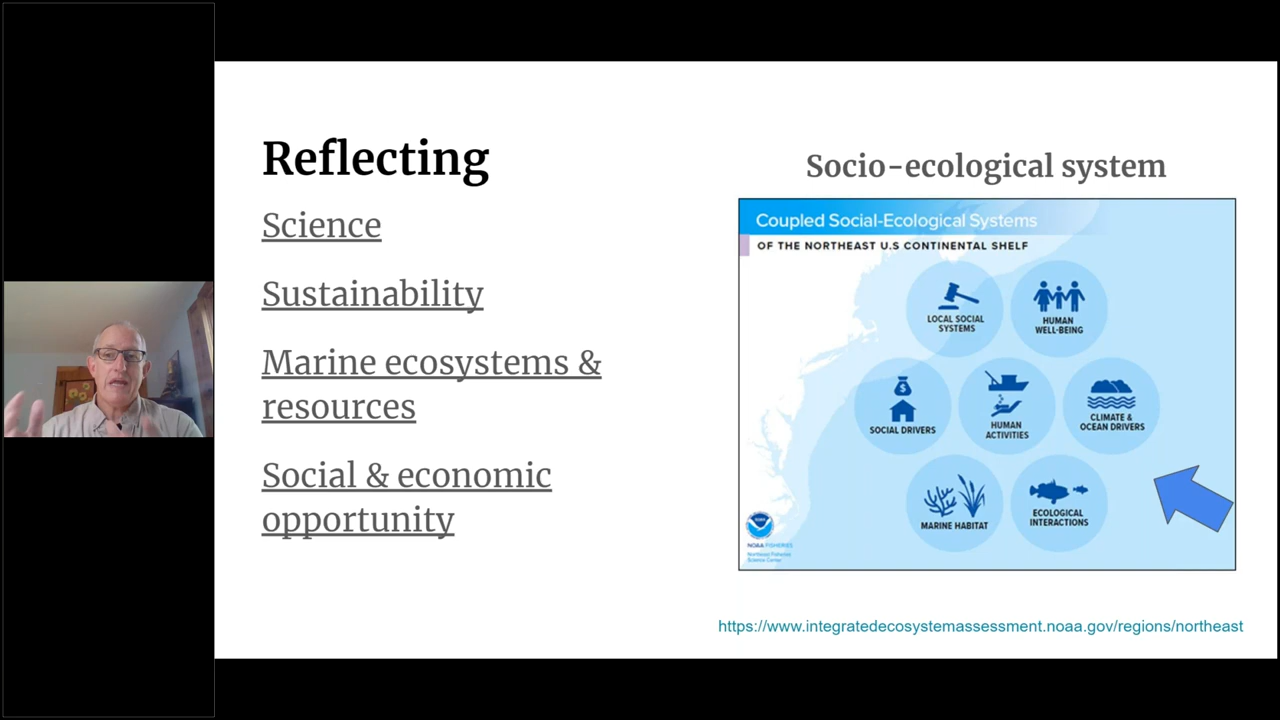 Reflecting
Science
Sustainability
Marine ecosystems &
resources
Social & economic
opportunity
Socio-ecological system
Coupled Social-Ecological Systems
OF THE NORTHEAST U.S CONTINENTAL SHELF
LOCAL SOCIAL
SYSTEMS
HUMAN
WELL-BEING
SOCIAL DRIVERS
HUMAN
ACTIVITIES
CLIMATE &
OCEAN DRIVERS
MARINE HABITAT
ECOLOGICAL
INTERACTIONS
NOAA FISHERIES
Northeast Fisheries
Science Center
https://www.integratedecosystemassessment.noaa.gov/regions/northeast